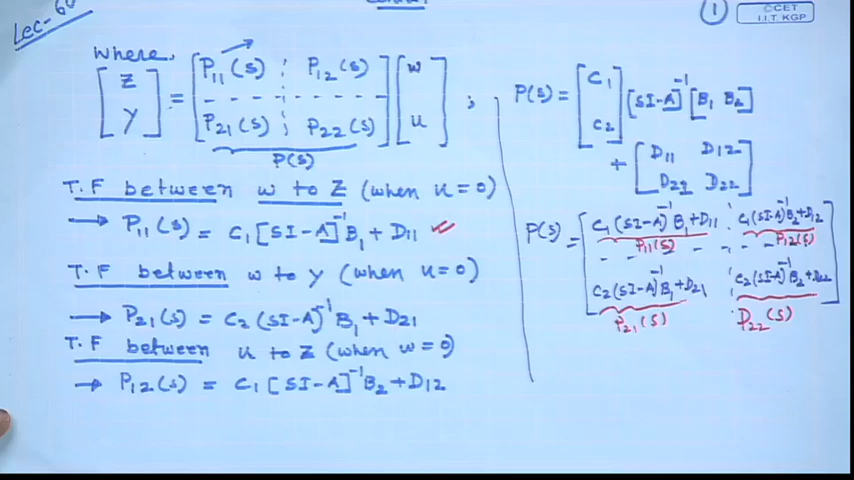 Lec-60
1
©CET
I.I.T. KGP
where,
[Z; Y] = [P11(s) P12(s); P21(s) P22(s)] [w; u] ;
P(s)
T.F between w to Z (when u=0)
→ P11(s) = C1[SI-A]^-1 B1 + D11
T.F between w to y (when u=0)
→ P21(s) = C2(SI-A)^-1 B1 + D21
T.F between u to Z (when w=0)
→ P12(s) = C1[SI-A]^-1 B2 + D12
P(s) = [C1; C2] [SI-A]^-1 [B1 B2]
+ [D11 D12; D21 D22]
P(s) = [C1(SI-A)^-1 B1+D11 C1(SI-A)^-1 B2+D12; C2(SI-A)^-1 B1+D21 C2(SI-A)^-1 B2+D22]
P11(s) P12(s)
P21(s) P22(s)